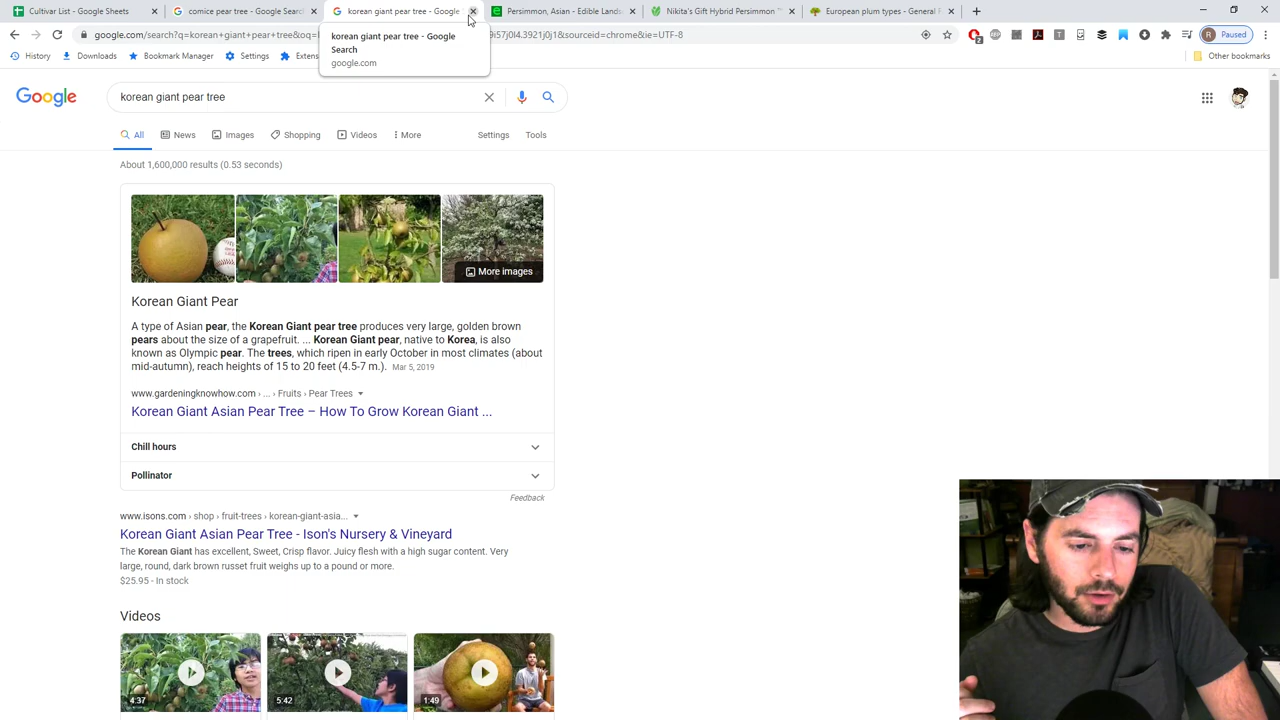 Cultivar List - Google Sheets
comice pear tree - Google Sear
korean giant pear tree - Google
Persimmon, Asian - Edible Lands
Nikita's Gift Hybrid Persimmon
European plum types - General F
korean giant pear tree - Google
Search
google.com
google.com/search?q=korean+giant+pear+tree&oq=
9i57j0l4.3921j0j1&sourceid=chrome&ie=UTF-8
Paused
History
Downloads
Bookmark Manager
Settings
Extens
Other bookmarks
Google
korean giant pear tree
All
News
Images
Shopping
Videos
More
Settings
Tools
About 1,600,000 results (0.53 seconds)
More images
Korean Giant Pear
A type of Asian pear, the Korean Giant pear tree produces very large, golden brown
pears about the size of a grapefruit. ... Korean Giant pear, native to Korea, is also
known as Olympic pear. The trees, which ripen in early October in most climates (about
mid-autumn), reach heights of 15 to 20 feet (4.5-7 m.). Mar 5, 2019
www.gardeningknowhow.com › ... › Fruits › Pear Trees
Korean Giant Asian Pear Tree – How To Grow Korean Giant ...
Chill hours
Pollinator
Feedback
www.isons.com › shop › fruit-trees › korean-giant-asia...
Korean Giant Asian Pear Tree - Ison's Nursery & Vineyard
The Korean Giant has excellent, Sweet, Crisp flavor. Juicy flesh with a high sugar content. Very
large, round, dark brown russet fruit weighs up to a pound or more.
$25.95 - In stock
Videos
4:37
5:42
1:49